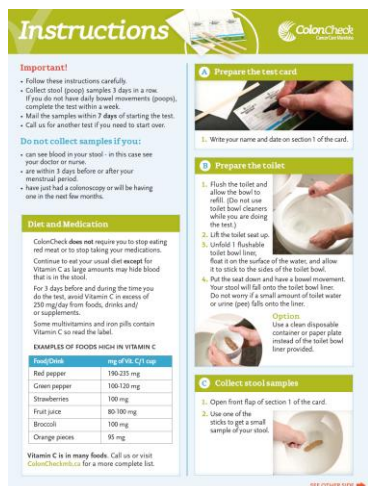 Instructions
ColonCheck
CancerCare Manitoba
Important!
• Follow these instructions carefully.
• Collect stool (poop) samples 3 days in a row.
If you do not have daily bowel movements (poops),
complete the test within a week.
• Mail the samples within 7 days of starting the test.
• Call us for another test if you need to start over.
Do not collect samples if you:
• can see blood in your stool - in this case see
your doctor or nurse.
• are within 3 days before or after your
menstrual period.
• have just had a colonoscopy or will be having
one in the next few months.
Diet and Medication
ColonCheck does not require you to stop eating
red meat or to stop taking your medications.
Continue to eat your usual diet except for
Vitamin C as large amounts may hide blood
that is in the stool.
For 3 days before and during the time you
do the test, avoid Vitamin C in excess of
250 mg/day from foods, drinks and/
or supplements.
Some multivitamins and iron pills contain
Vitamin C so read the label.
EXAMPLES OF FOODS HIGH IN VITAMIN C
Food/Drink mg of Vit. C/1 cup
Red pepper 190-235 mg
Green pepper 100-120 mg
Strawberries 100 mg
Fruit juice 80-100 mg
Broccoli 100 mg
Orange pieces 95 mg
Vitamin C is in many foods. Call us or visit
ColonCheckmb.ca for a more complete list.
A Prepare the test card
1. Write your name and date on section 1 of the card.
B Prepare the toilet
1. Flush the toilet and
allow the bowl to
refill. (Do not use
toilet bowl cleaners
while you are doing
the test.)
2. Lift the toilet seat up.
3. Unfold 1 flushable
toilet bowl liner,
float it on the surface of the water, and allow
it to stick to the sides of the toilet bowl.
4. Put the seat down and have a bowel movement.
Your stool will fall onto the toilet bowl liner.
Do not worry if a small amount of toilet water
or urine (pee) falls onto the liner.
Option
Use a clean disposable
container or paper plate
instead of the toilet bowl
liner provided.
C Collect stool samples
1. Open front flap of section 1 of the card.
2. Use one of the
sticks to get a small
sample of your stool.
SEE OTHER SIDE